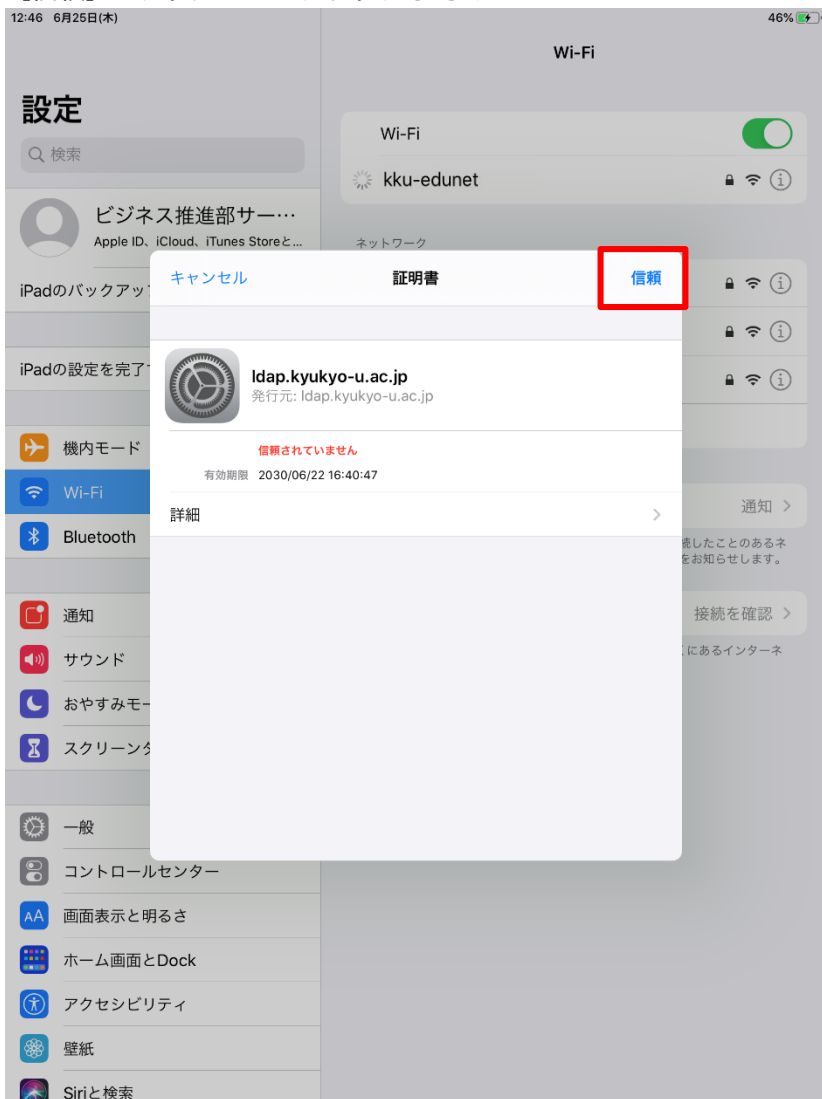 12:46 6月25日(木)
46%
Wi-Fi
設定
検索
Wi-Fi
kku-edunet
ビジネス推進部サー…
Apple ID、iCloud、iTunes Storeと...
ネットワーク
iPadのバックアッ
キャンセル
証明書
信頼
iPadの設定を完了
ldap.kyukyo-u.ac.jp
発行元: ldap.kyukyo-u.ac.jp
信頼されていません
有効期限 2030/06/22 16:40:47
詳細
機内モード
Wi-Fi
Bluetooth
通知
続したことのあるネ
をお知らせします。
接続を確認
にあるインターネ
通知
サウンド
おやすみモー
スクリーンタ
一般
コントロールセンター
AA 画面表示と明るさ
ホーム画面とDock
アクセシビリティ
壁紙
Siriと検索